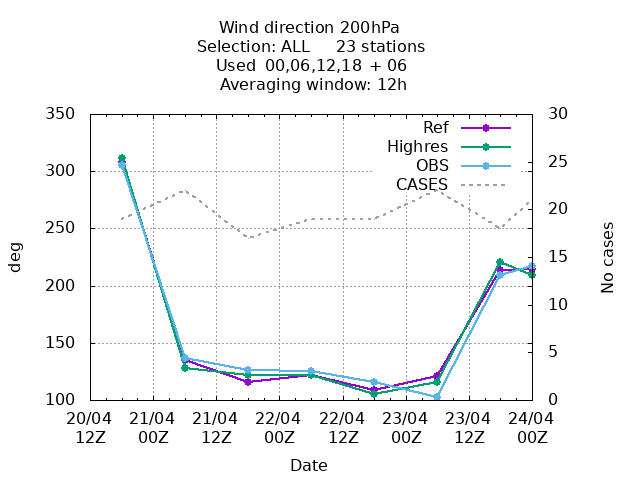 Wind direction 200hPa
Selection: ALL     23 stations
Used  00,06,12,18 + 06
Averaging window: 12h
350
300
250
200
150
100
30
25
20
15
10
5
0
Ref
Highres
OBS
CASES
deg
No cases
20/04 21/04 21/04 22/04 22/04 23/04 23/04 24/04
12Z 00Z 12Z 00Z 12Z 00Z 12Z 00Z
Date